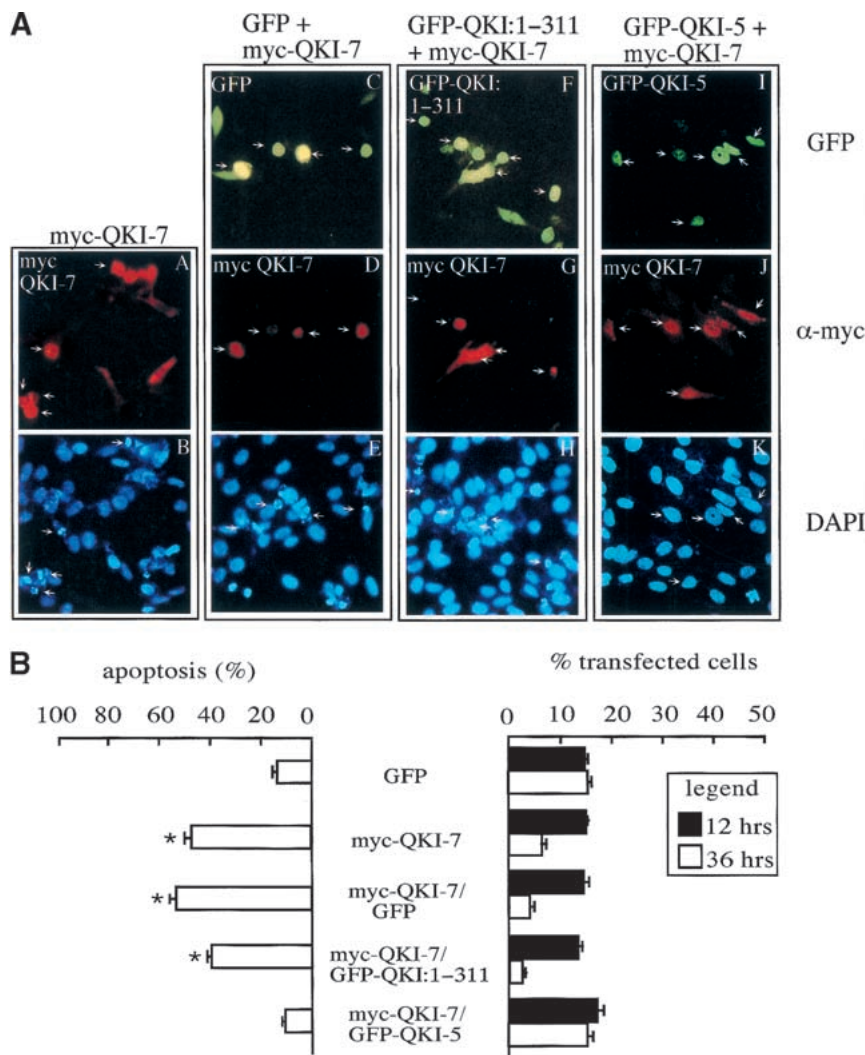 A
GFP +
myc-QKI-7
GFP-QKI:1–311
+ myc-QKI-7
GFP-QKI-5 +
myc-QKI-7
GFP
C
GFP-QKI:
1–311
F
GFP-QKI-5
I
GFP
myc-QKI-7
myc
QKI-7
A
myc QKI-7
D
myc QKI-7
G
myc QKI-7
J
α-myc
B
E
H
K
DAPI
B
apoptosis (%)
% transfected cells
100 80 60 40 20 0
0 10 20 30 40 50
GFP
* myc-QKI-7
* myc-QKI-7/
GFP
* myc-QKI-7/
GFP-QKI:1–311
myc-QKI-7/
GFP-QKI-5
legend
12 hrs
36 hrs